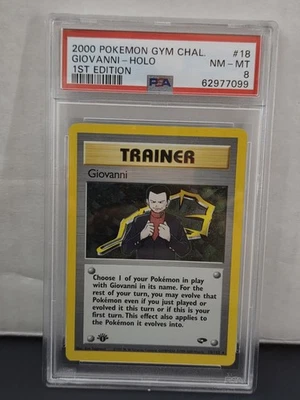 2000 POKEMON GYM CHAL. #18
GIOVANNI-HOLO NM-MT
1ST EDITION PSA 8
62977099
TRAINER
Giovanni
Choose 1 of your Pokémon in play
with Giovanni in its name. For the
rest of your turn, you may evolve that
Pokémon even if you just played or
evolved it this turn or if this is your
first turn. This effect also applies to
the Pokémon it evolves into.